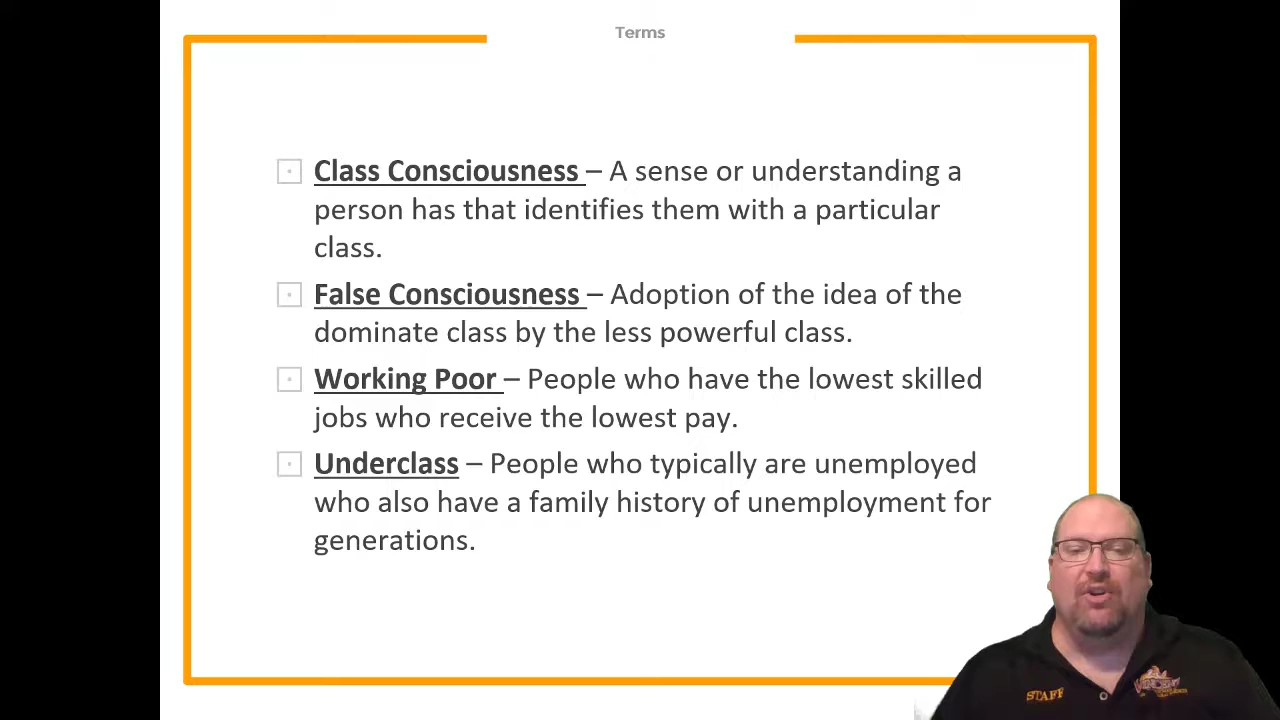 Terms
Class Consciousness – A sense or understanding a
person has that identifies them with a particular
class.
False Consciousness – Adoption of the idea of the
dominate class by the less powerful class.
Working Poor – People who have the lowest skilled
jobs who receive the lowest pay.
Underclass – People who typically are unemployed
who also have a family history of unemployment for
generations.
STAFF